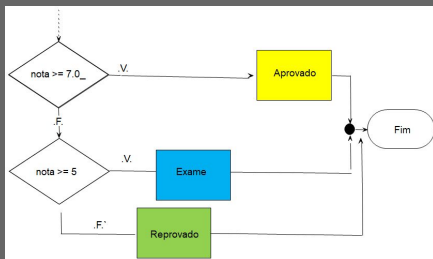 nota >= 7.0_
.V.
Aprovado
.F.
Fim
nota >= 5
.V.
Exame
.F.'
Reprovado